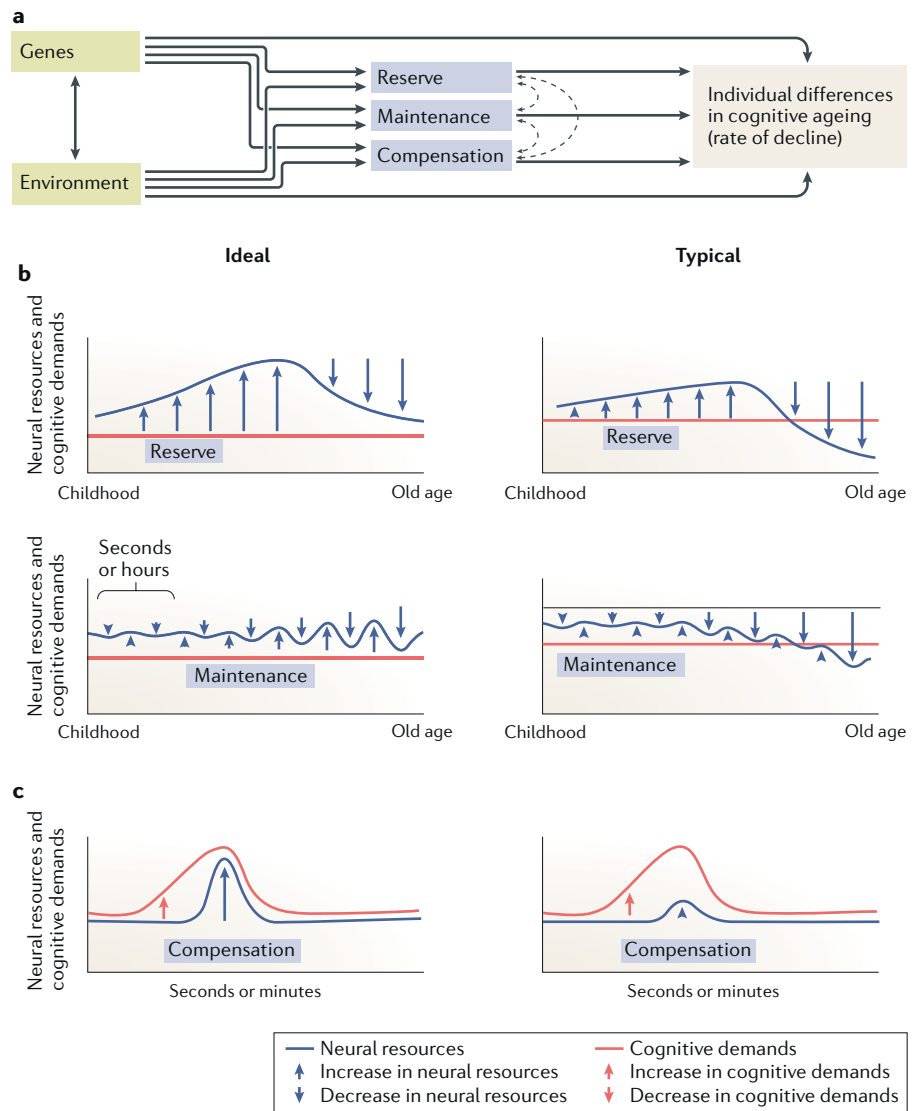 a
Genes
Environment
Reserve
Maintenance
Compensation
Individual differences
in cognitive ageing
(rate of decline)
Ideal
Typical
b
Neural resources and
cognitive demands
Reserve
Childhood
Old age
Reserve
Childhood
Old age
Neural resources and
cognitive demands
Seconds
or hours
Maintenance
Childhood
Old age
Maintenance
Childhood
Old age
c
Neural resources and
cognitive demands
Compensation
Seconds or minutes
Compensation
Seconds or minutes
Neural resources
Increase in neural resources
Decrease in neural resources
Cognitive demands
Increase in cognitive demands
Decrease in cognitive demands